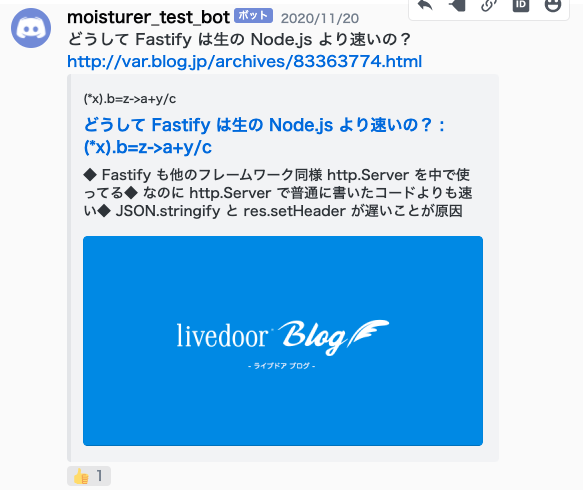 moisturer_test_bot ボット 2020/11/20
どうして Fastify は生の Node.js より速いの？
http://var.blog.jp/archives/83363774.html
(*x).b=z->a+y/c
どうして Fastify は生の Node.js より速いの？ :
(*x).b=z->a+y/c
◆ Fastify も他のフレームワーク同様 http.Server を中で使
ってる◆ なのに http.Server で普通に書いたコードよりも速
い◆ JSON.stringify と res.setHeader が遅いことが原因
livedoor Blog
- ライブドア ブログ -
👍 1
ID